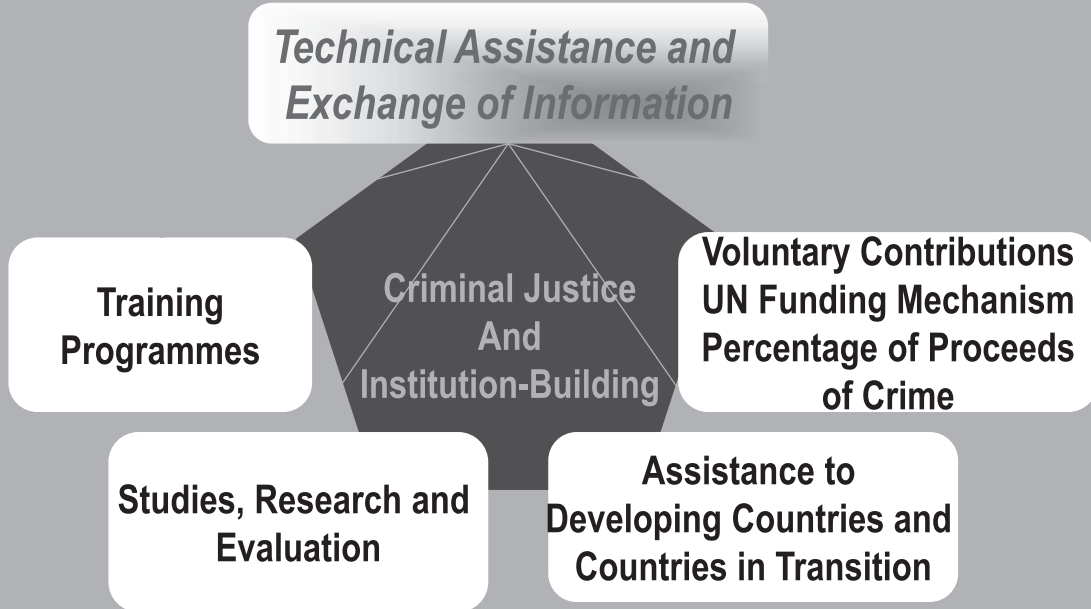 Technical Assistance and
Exchange of Information
Training
Programmes
Criminal Justice
And
Institution-Building
Voluntary Contributions
UN Funding Mechanism
Percentage of Proceeds
of Crime
Studies, Research and
Evaluation
Assistance to
Developing Countries and
Countries in Transition